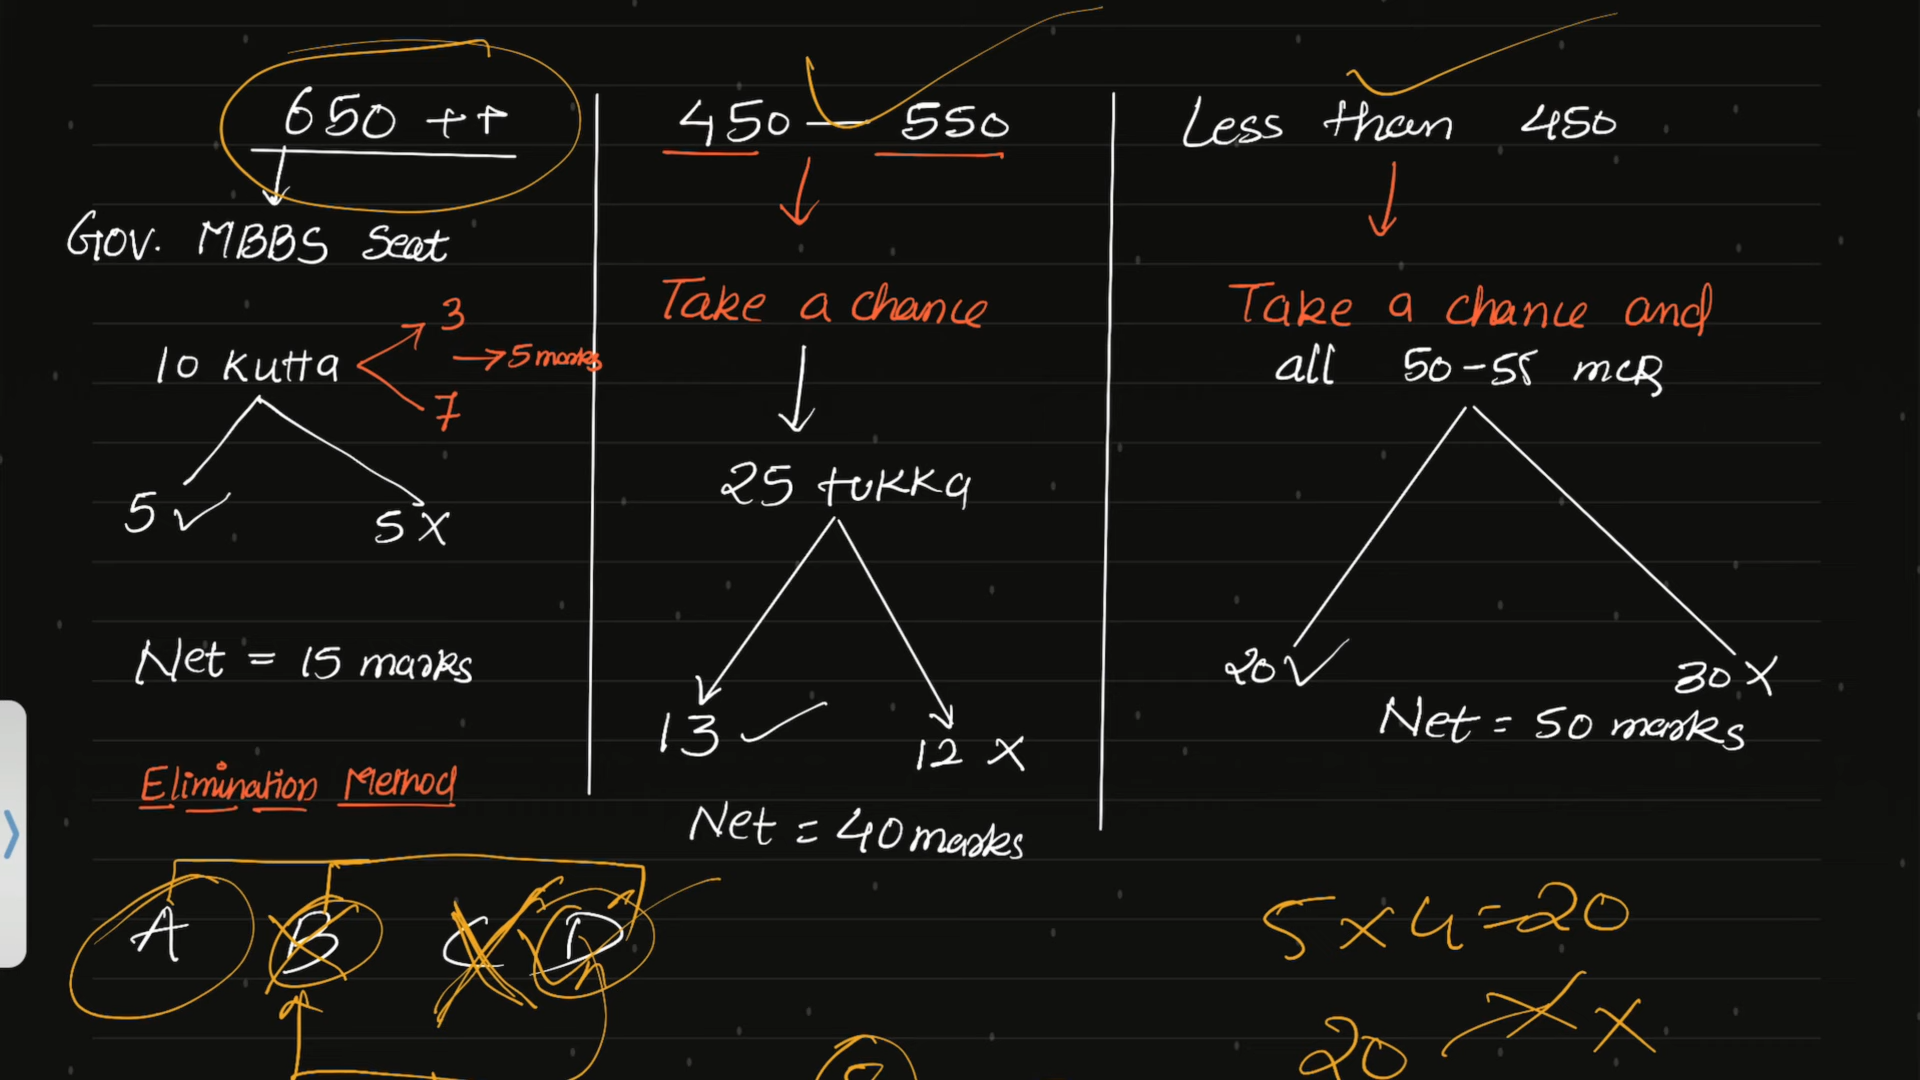 650 ++
Gov. MBBS Seat
10 Kutta
3
→ 5 marks
7
5 ✓
5 X
Net = 15 marks
Elimination Method
A B C D
450 — 550
Take a chance
25 tukka
13 ✓
12 X
Net = 40 marks
Less than 450
Take a chance and
all 50-55 mcq
20 ✓
30 X
Net = 50 marks
5 x 4 = 20
20